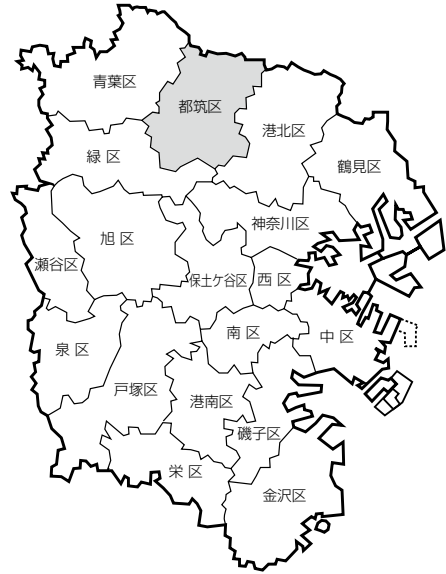 青葉区
都筑区
港北区
緑 区
鶴見区
神奈川区
旭 区
瀬谷区
保土ケ谷区
西 区
南 区
中 区
泉 区
戸塚区
港南区
磯子区
栄 区
金沢区